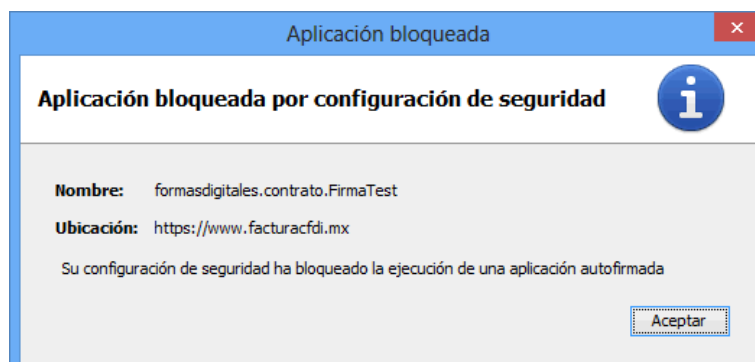 Aplicación bloqueada
Aplicación bloqueada por configuración de seguridad
Nombre: formasdigitales.contrato.FirmaTest
Ubicación: https://www.facturacfdi.mx
Su configuración de seguridad ha bloqueado la ejecución de una aplicación autofirmada
Aceptar